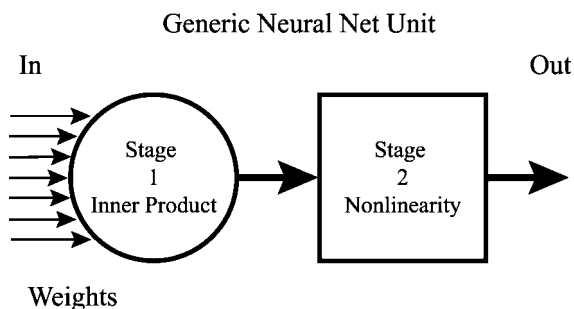 Generic Neural Net Unit
In
Out
Stage
1
Inner Product
Stage
2
Nonlinearity
Weights